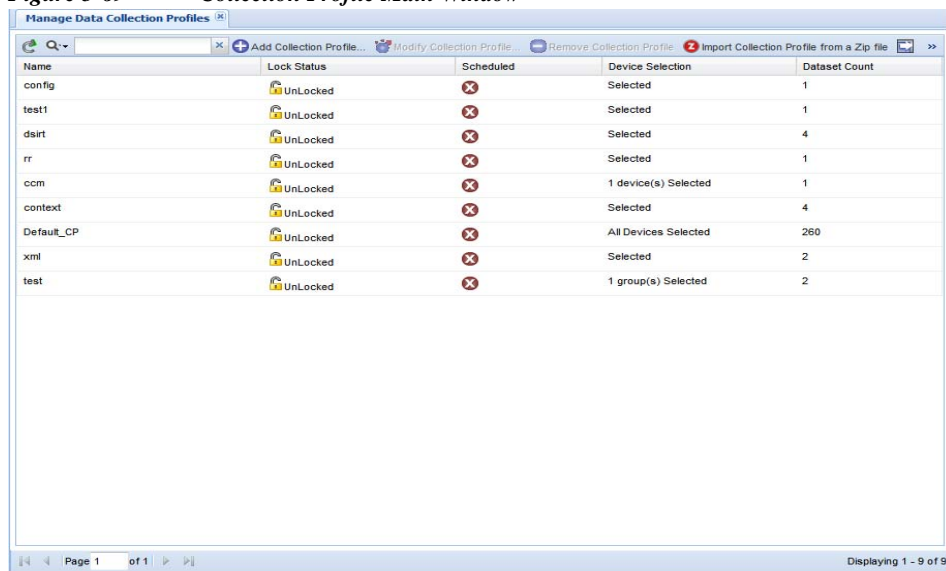 Manage Data Collection Profiles
Add Collection Profile... Modify Collection Profile... Remove Collection Profile Import Collection Profile from a Zip file »
Name Lock Status Scheduled Device Selection Dataset Count
config UnLocked Selected 1
test1 UnLocked Selected 1
dsirt UnLocked Selected 4
rr UnLocked Selected 1
ccm UnLocked 1 device(s) Selected 1
context UnLocked Selected 4
Default_CP UnLocked All Devices Selected 260
xml UnLocked Selected 2
test UnLocked 1 group(s) Selected 2
Page 1 of 1 Displaying 1 - 9 of 9